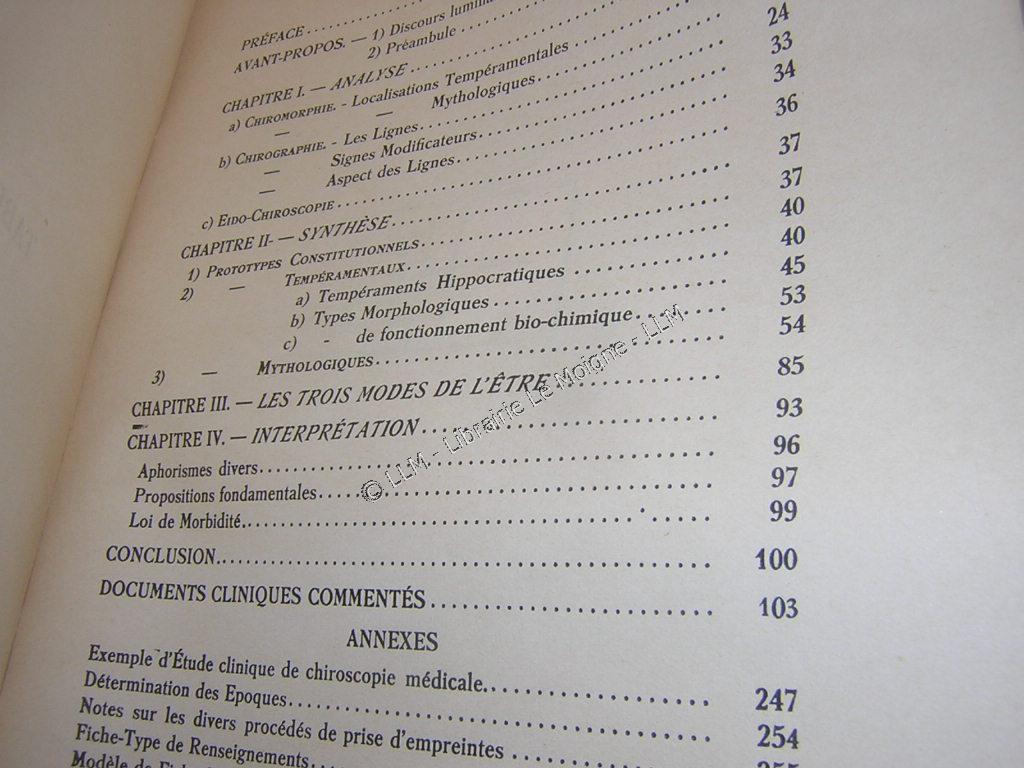 PRÉFACE
AVANT-PROPOS. — 1) Discours
2) Préambule
CHAPITRE I. — ANALYSE
a) CHIROMORPHIE. - Localisations Tempéramentales
— — Mythologiques
b) CHIROGRAPHIE. - Les Lignes 24
— Signes Modificateurs 33
— Aspect des Lignes 34
c) EIDO-CHIROSCOPIE 36
CHAPITRE II- — SYNTHÈSE 37
1) PROTOTYPES CONSTITUTIONNELS 37
2) — TEMPÉRAMENTAUX 40
a) Tempéraments Hippocratiques 40
b) Types Morphologiques 45
c) - de fonctionnement bio-chimique 53
3) — MYTHOLOGIQUES 54
CHAPITRE III. — LES TROIS MODES DE L'ÊTRE 85
CHAPITRE IV. — INTERPRÉTATION 93
Aphorismes divers 96
Propositions fondamentales 97
Loi de Morbidité 99
CONCLUSION 100
DOCUMENTS CLINIQUES COMMENTÉS 103
ANNEXES
Exemple d'Étude clinique de chiroscopie médicale 247
Détermination des Epoques 254
Notes sur les divers procédés de prise d'empreintes
Fiche-Type de Renseignements
Modèle de
© LLM - Librairie Le Moigne - LLM